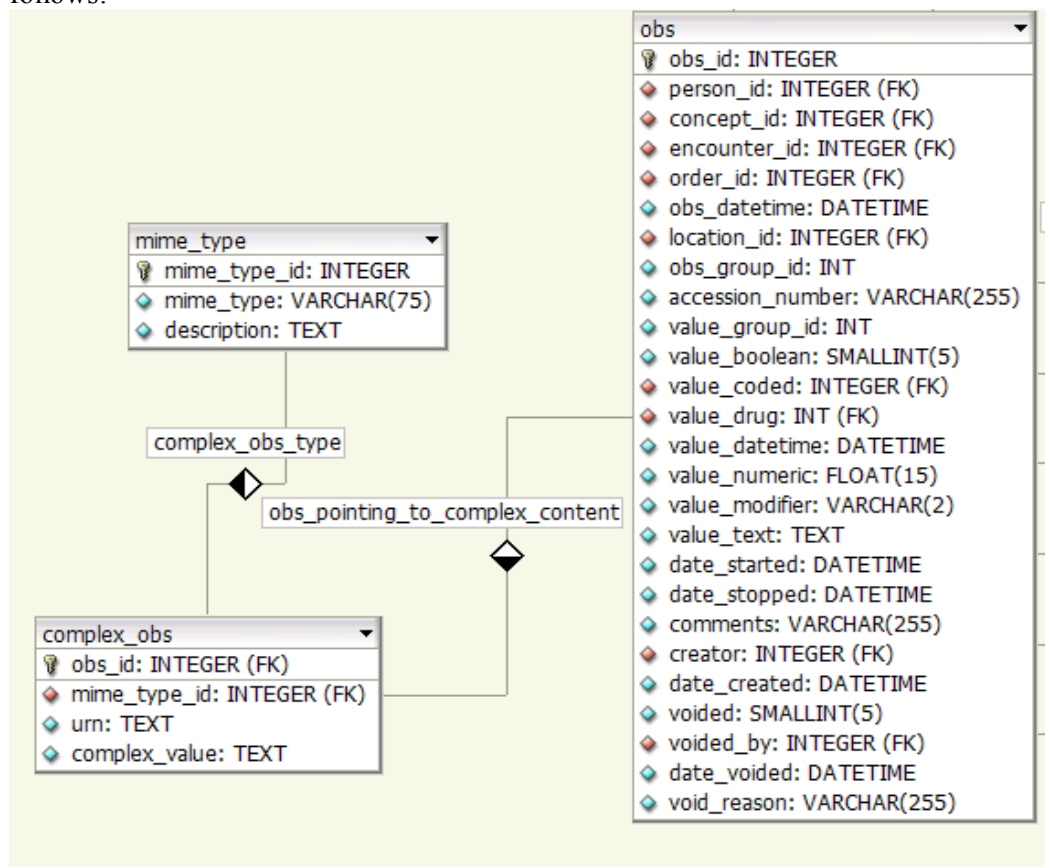 follows:
obs
obs_id: INTEGER
person_id: INTEGER (FK)
concept_id: INTEGER (FK)
encounter_id: INTEGER (FK)
order_id: INTEGER (FK)
obs_datetime: DATETIME
location_id: INTEGER (FK)
obs_group_id: INT
accession_number: VARCHAR(255)
value_group_id: INT
value_boolean: SMALLINT(5)
value_coded: INTEGER (FK)
value_drug: INT (FK)
value_datetime: DATETIME
value_numeric: FLOAT(15)
value_modifier: VARCHAR(2)
value_text: TEXT
date_started: DATETIME
date_stopped: DATETIME
comments: VARCHAR(255)
creator: INTEGER (FK)
date_created: DATETIME
voided: SMALLINT(5)
voided_by: INTEGER (FK)
date_voided: DATETIME
void_reason: VARCHAR(255)
mime_type
mime_type_id: INTEGER
mime_type: VARCHAR(75)
description: TEXT
complex_obs_type
obs_pointing_to_complex_content
complex_obs
obs_id: INTEGER (FK)
mime_type_id: INTEGER (FK)
urn: TEXT
complex_value: TEXT